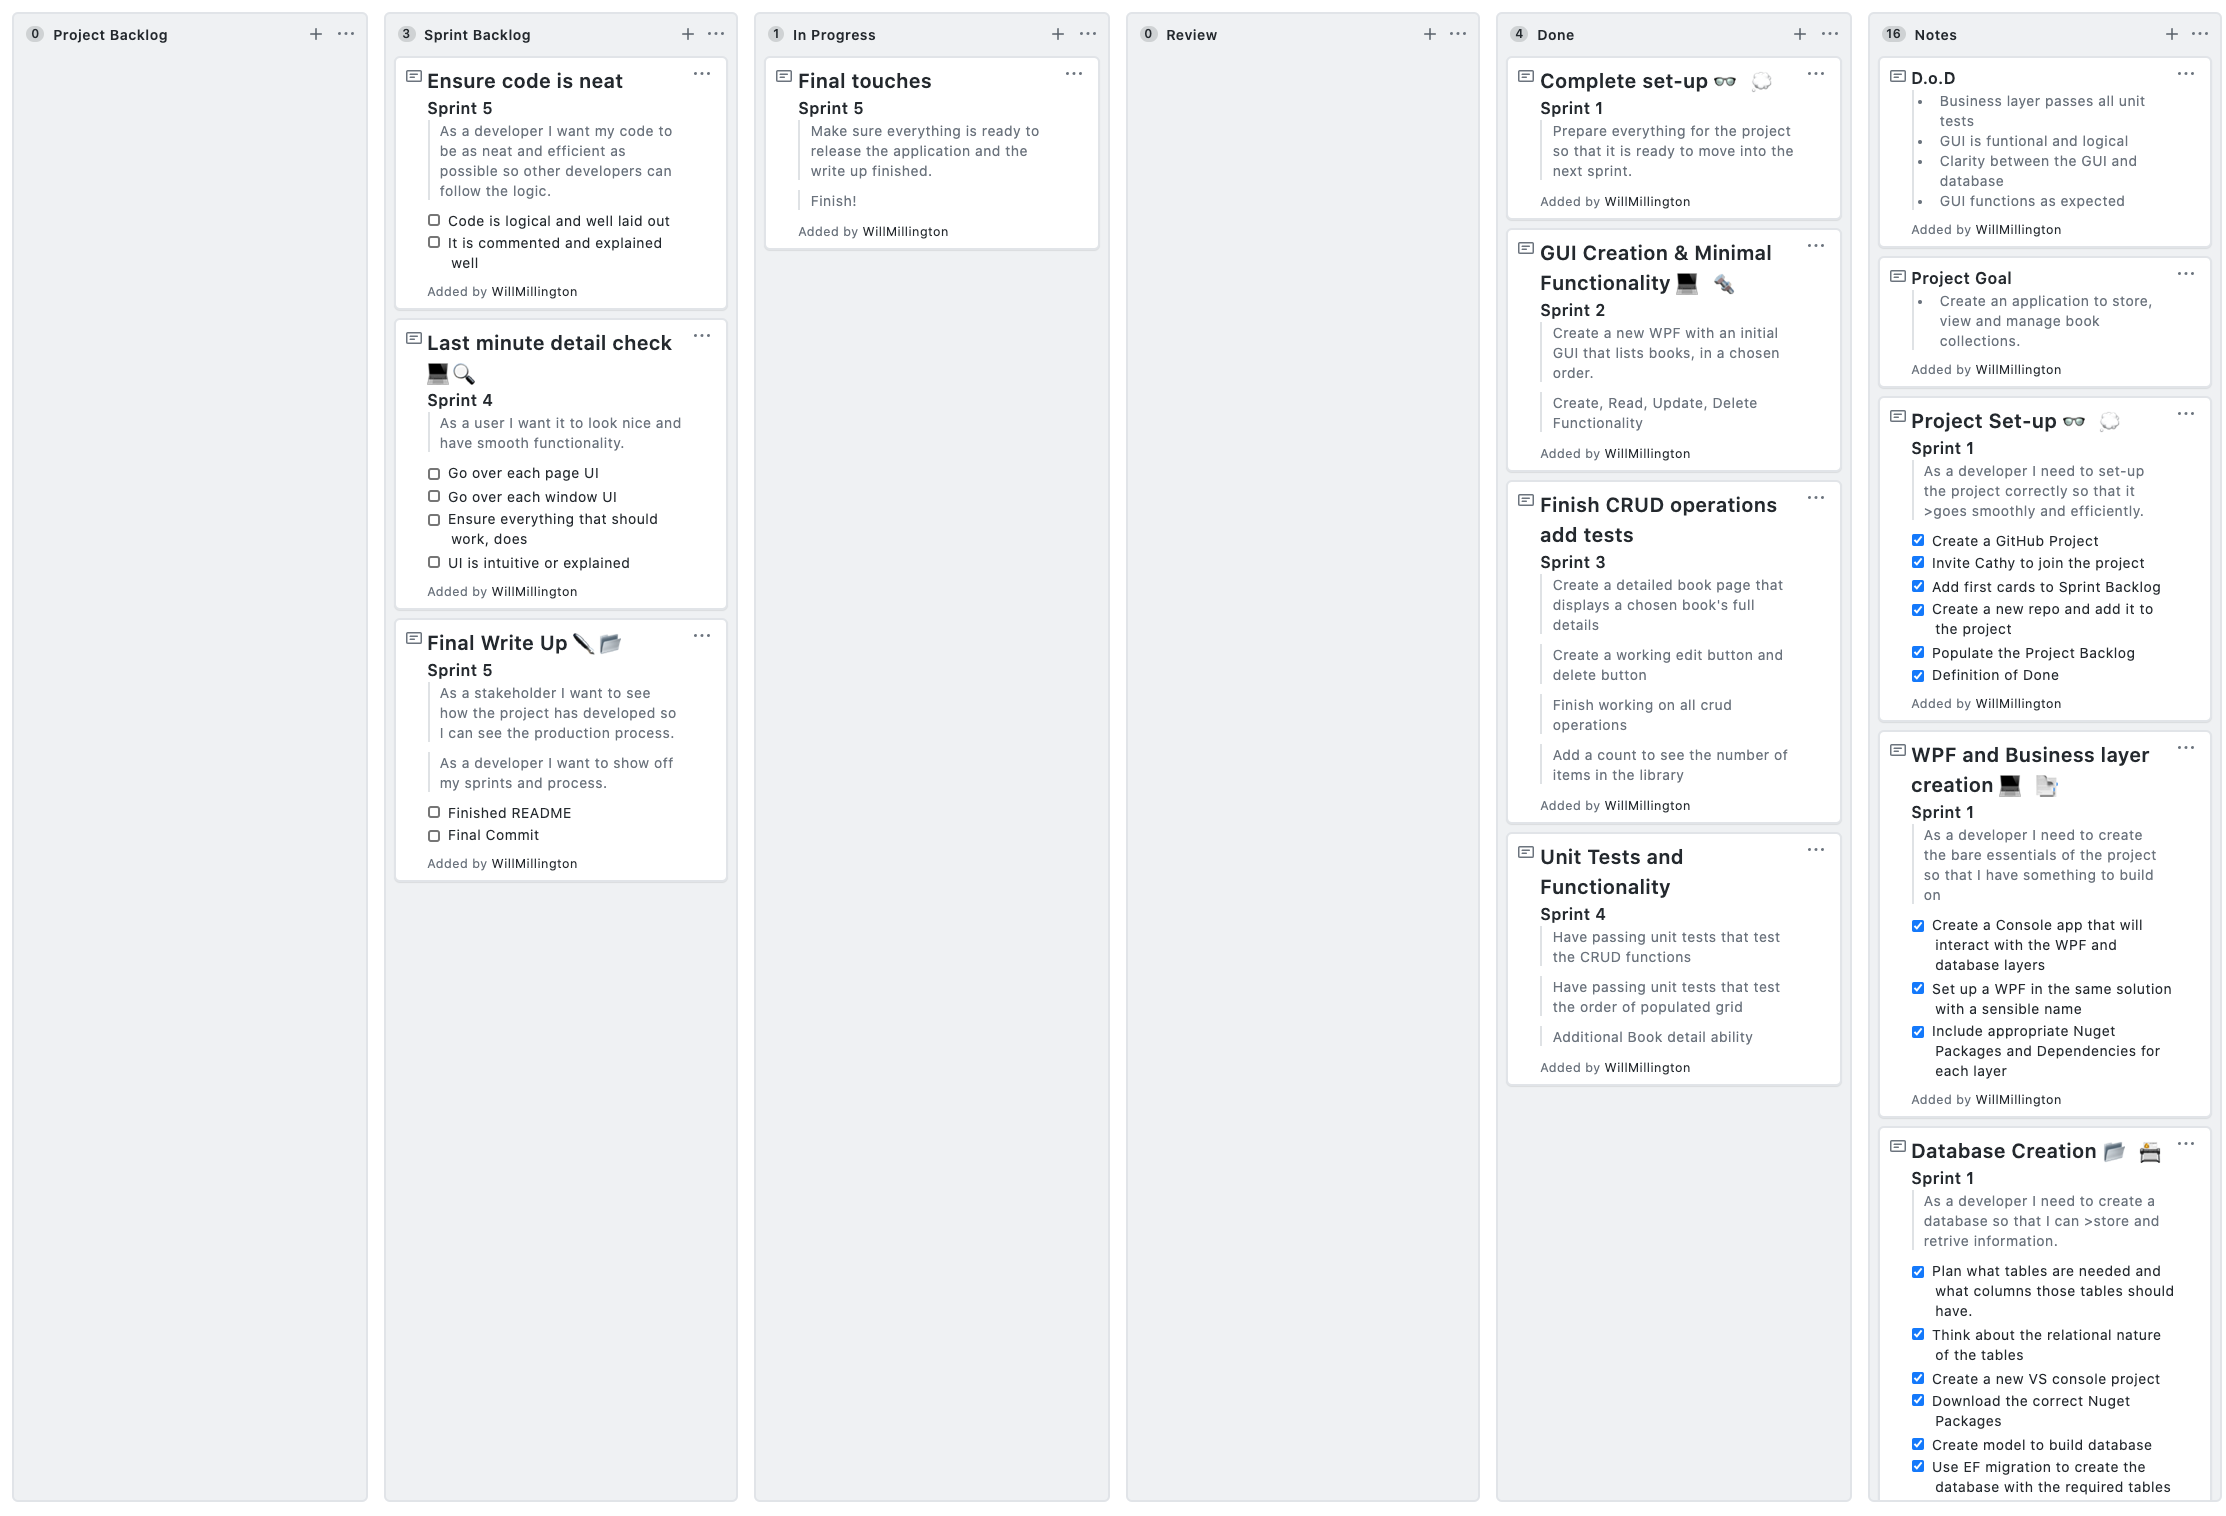 0 Project Backlog
3 Sprint Backlog
Ensure code is neat
Sprint 5
As a developer I want my code to
be as neat and efficient as
possible so other developers can
follow the logic.
Code is logical and well laid out
It is commented and explained
well
Added by WillMillington
Last minute detail check
Sprint 4
As a user I want it to look nice and
have smooth functionality.
Go over each page UI
Go over each window UI
Ensure everything that should
work, does
UI is intuitive or explained
Added by WillMillington
Final Write Up
Sprint 5
As a stakeholder I want to see
how the project has developed so
I can see the production process.
As a developer I want to show off
my sprints and process.
Finished README
Final Commit
Added by WillMillington
1 In Progress
Final touches
Sprint 5
Make sure everything is ready to
release the application and the
write up finished.
Finish!
Added by WillMillington
0 Review
4 Done
Complete set-up
Sprint 1
Prepare everything for the project
so that it is ready to move into the
next sprint.
Added by WillMillington
GUI Creation & Minimal
Functionality
Sprint 2
Create a new WPF with an initial
GUI that lists books, in a chosen
order.
Create, Read, Update, Delete
Functionality
Added by WillMillington
Finish CRUD operations
add tests
Sprint 3
Create a detailed book page that
displays a chosen book's full
details
Create a working edit button and
delete button
Finish working on all crud
operations
Add a count to see the number of
items in the library
Added by WillMillington
Unit Tests and
Functionality
Sprint 4
Have passing unit tests that test
the CRUD functions
Have passing unit tests that test
the order of populated grid
Additional Book detail ability
Added by WillMillington
16 Notes
D.o.D
• Business layer passes all unit
tests
• GUI is funtional and logical
• Clarity between the GUI and
database
• GUI functions as expected
Added by WillMillington
Project Goal
• Create an application to store,
view and manage book
collections.
Added by WillMillington
Project Set-up
Sprint 1
As a developer I need to set-up
the project correctly so that it
>goes smoothly and efficiently.
Create a GitHub Project
Invite Cathy to join the project
Add first cards to Sprint Backlog
Create a new repo and add it to
the project
Populate the Project Backlog
Definition of Done
Added by WillMillington
WPF and Business layer
creation
Sprint 1
As a developer I need to create
the bare essentials of the project
so that I have something to build
on
Create a Console app that will
interact with the WPF and
database layers
Set up a WPF in the same solution
with a sensible name
Include appropriate Nuget
Packages and Dependencies for
each layer
Added by WillMillington
Database Creation
Sprint 1
As a developer I need to create a
database so that I can >store and
retrive information.
Plan what tables are needed and
what columns those tables should
have.
Think about the relational nature
of the tables
Create a new VS console project
Download the correct Nuget
Packages
Create model to build database
Use EF migration to create the
database with the required tables